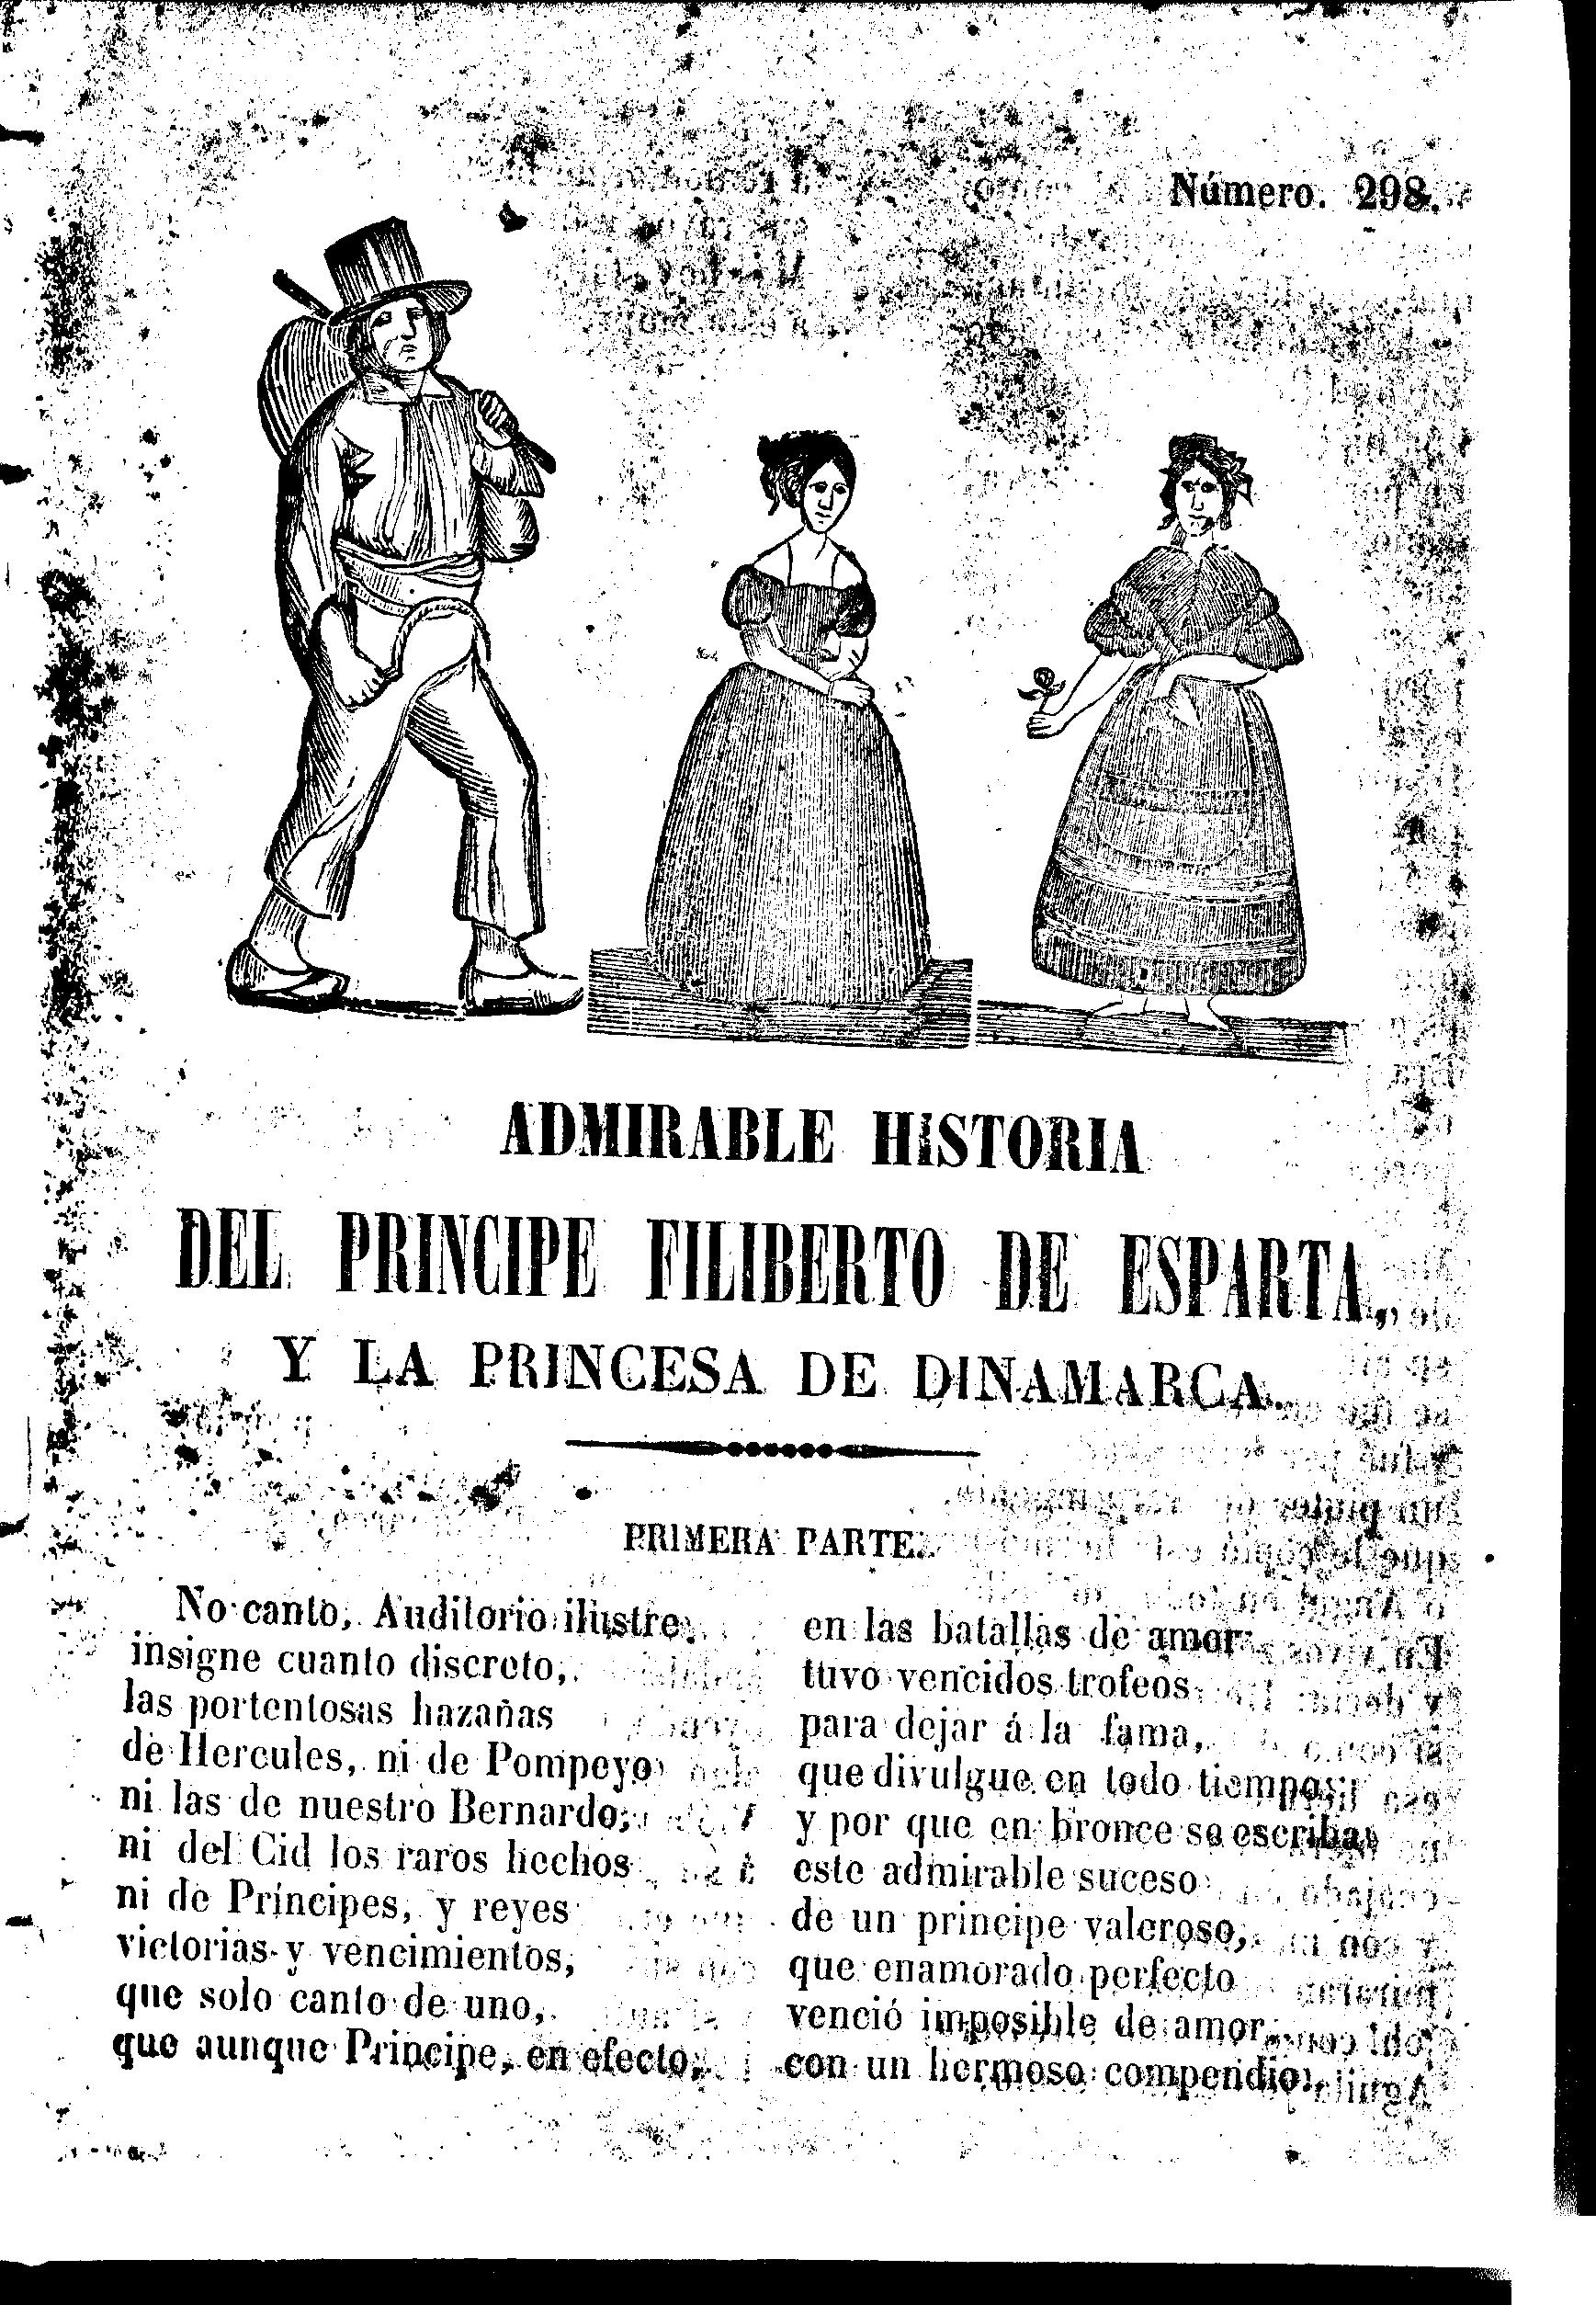 Número. 298.
ADMIRABLE HISTORIA
DEL PRINCIPE FILIBERTO DE ESPARTA,
Y LA PRINCESA DE DINAMARCA.
PRIMERA PARTE.
No canto, Auditorio ilustre,
insigne cuanto discreto,
las portentosas hazañas
de Hercules, ni de Pompeyo
ni las de nuestro Bernardo,
ni del Cid los raros hechos
ni de Príncipes, y reyes
victorias y vencimientos,
que solo canto de uno,
que aunque Principe, en efecto,
en las batallas de amor
tuvo vencidos trofeos
para dejar á la fama,
que divulgue en todo tiempo;
y por que en bronce se escriba
este admirable suceso
de un principe valeroso,
que enamorado perfecto
venció imposible de amor
con un hermoso compendio,